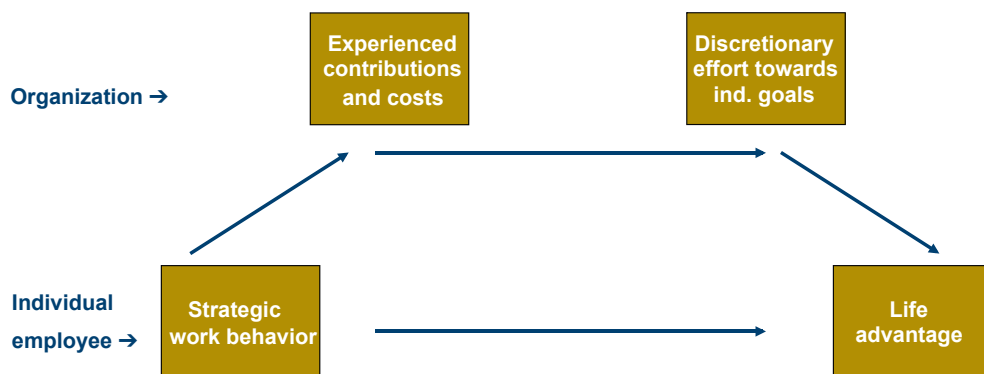 Experienced
contributions
and costs
Discretionary
effort towards
ind. goals
Organization ➔
Individual
employee ➔
Strategic
work behavior
Life
advantage